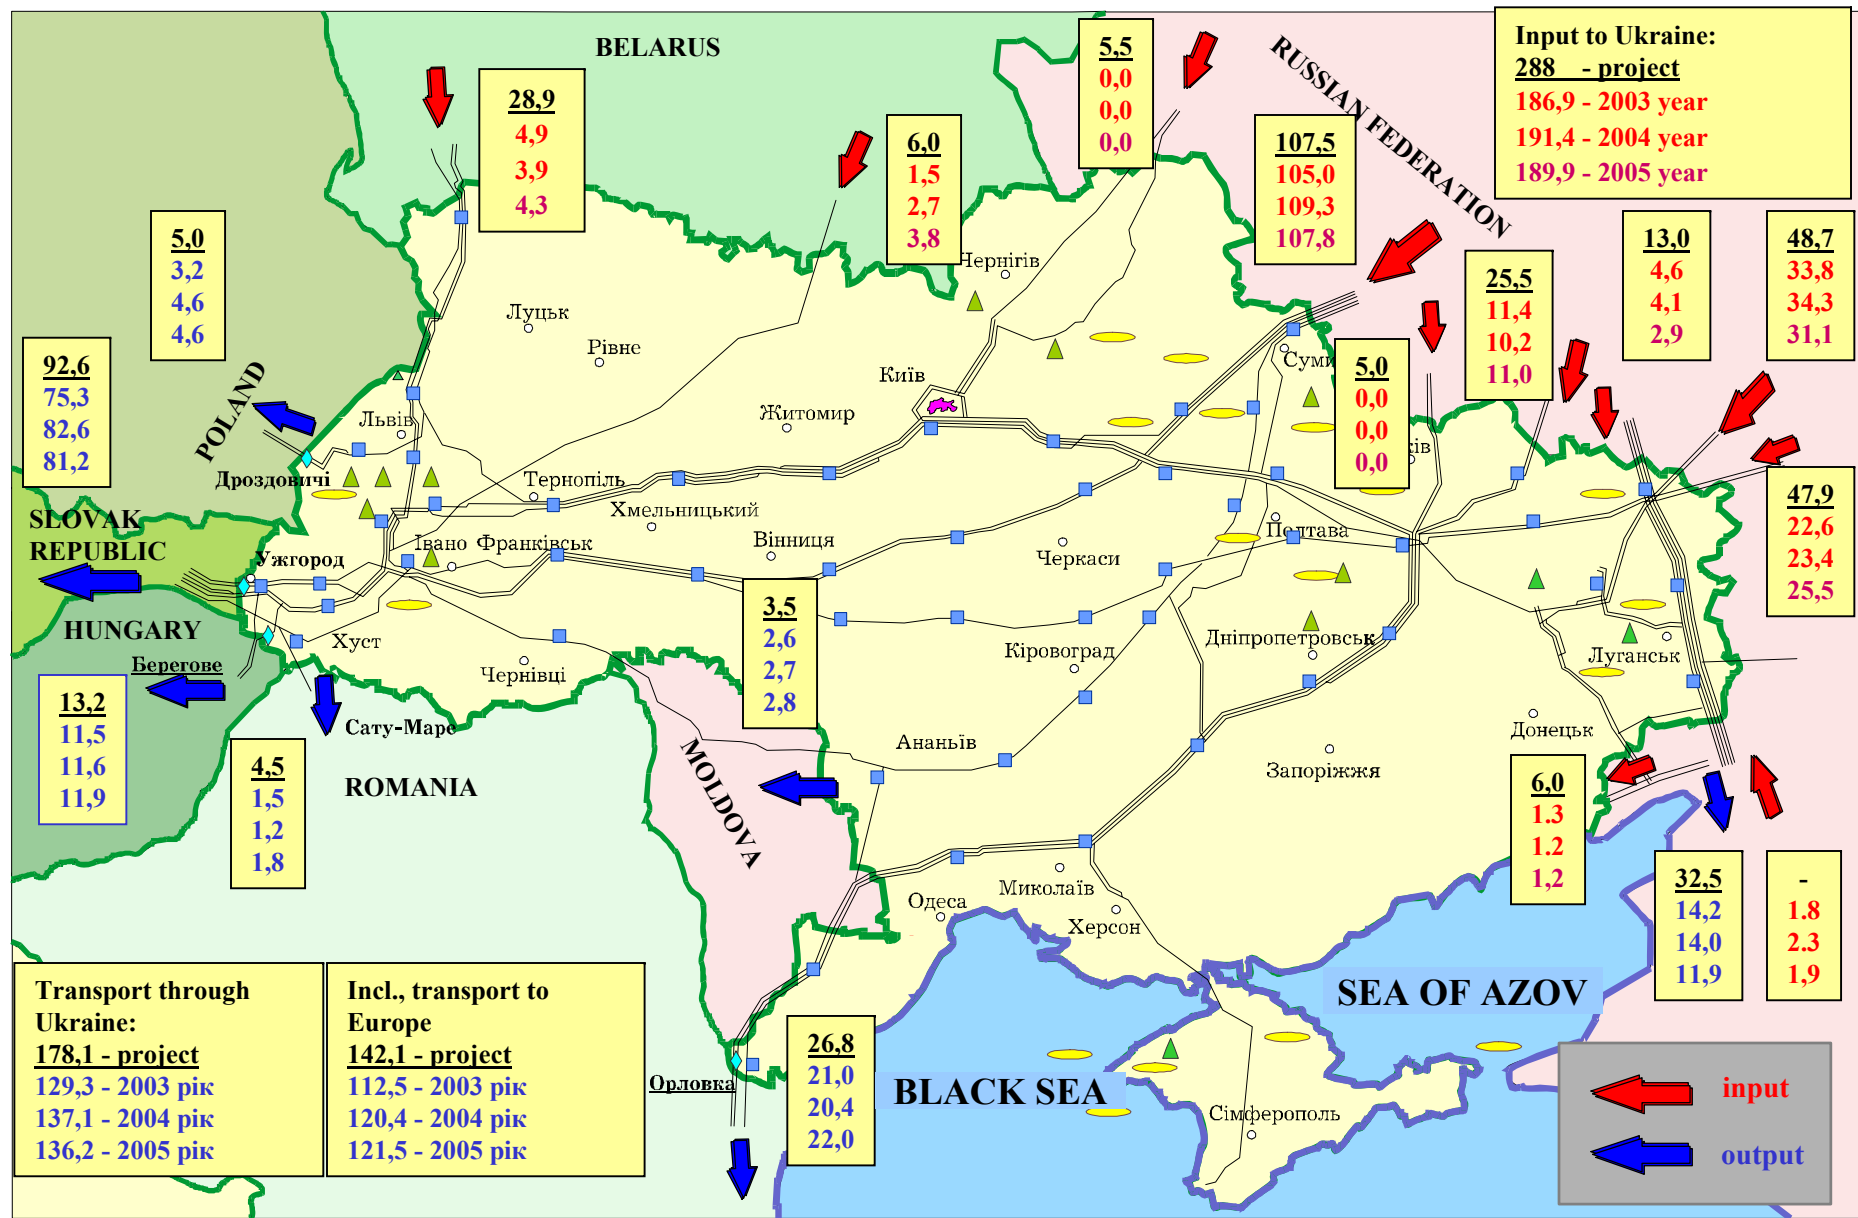 BELARUS
RUSSIAN FEDERATION
Input to Ukraine:
288 - project
186,9 - 2003 year
191,4 - 2004 year
189,9 - 2005 year
5,5
0,0
0,0
0,0
28,9
4,9
3,9
4,3
6,0
1,5
2,7
3,8
107,5
105,0
109,3
107,8
5,0
3,2
4,6
4,6
25,5
11,4
10,2
11,0
13,0
4,6
4,1
2,9
48,7
33,8
34,3
31,1
92,6
75,3
82,6
81,2
5,0
0,0
0,0
0,0
47,9
22,6
23,4
25,5
Чернігів
Луцьк
Рівне
Київ
Житомир
Суми
POLAND
Львів
Дроздовичі
Тернопіль
Хмельницький
Вінниця
Черкаси
Полтава
ків
SLOVAK
REPUBLIC
Ужгород
Івано Франківськ
HUNGARY
Берегове
Хуст
Чернівці
Кіровоград
Дніпропетровськ
Луганськ
Донецьк
Запоріжжя
Ананьїв
3,5
2,6
2,7
2,8
13,2
11,5
11,6
11,9
4,5
1,5
1,2
1,8
Сату-Маре
ROMANIA
MOLDOVA
6,0
1.3
1.2
1,2
32,5
14,2
14,0
11,9
-
1.8
2.3
1,9
Миколаїв
Одеса
Херсон
SEA OF AZOV
BLACK SEA
Сімферополь
Орловка
26,8
21,0
20,4
22,0
Transport through
Ukraine:
178,1 - project
129,3 - 2003 рік
137,1 - 2004 рік
136,2 - 2005 рік
Incl., transport to
Europe
142,1 - project
112,5 - 2003 рік
120,4 - 2004 рік
121,5 - 2005 рік
input
output